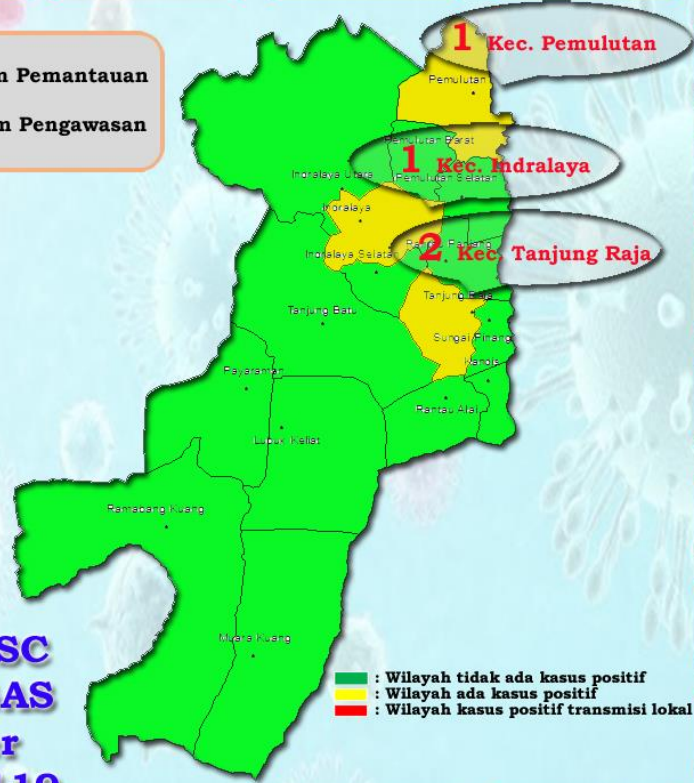 1 Kec. Pemulutan
n Pemantauan
Pemulutan
n Pengawasan
Pemulutan Barat
1 Kec. Indralaya
Indralaya Utara
Pemulutan Selatan
Indralaya
2. Kec. Tanjung Raja
Indralaya Selatan
Tanjung Raja
Tanjung Batu
Sungai Pinang
Kandis
Payaraman
Rantau Alai
Lubuk Keliat
Rambang Kuang
Muara Kuang
SC
AS
r
19
: Wilayah tidak ada kasus positif
: Wilayah ada kasus positif
: Wilayah kasus positif transmisi lokal